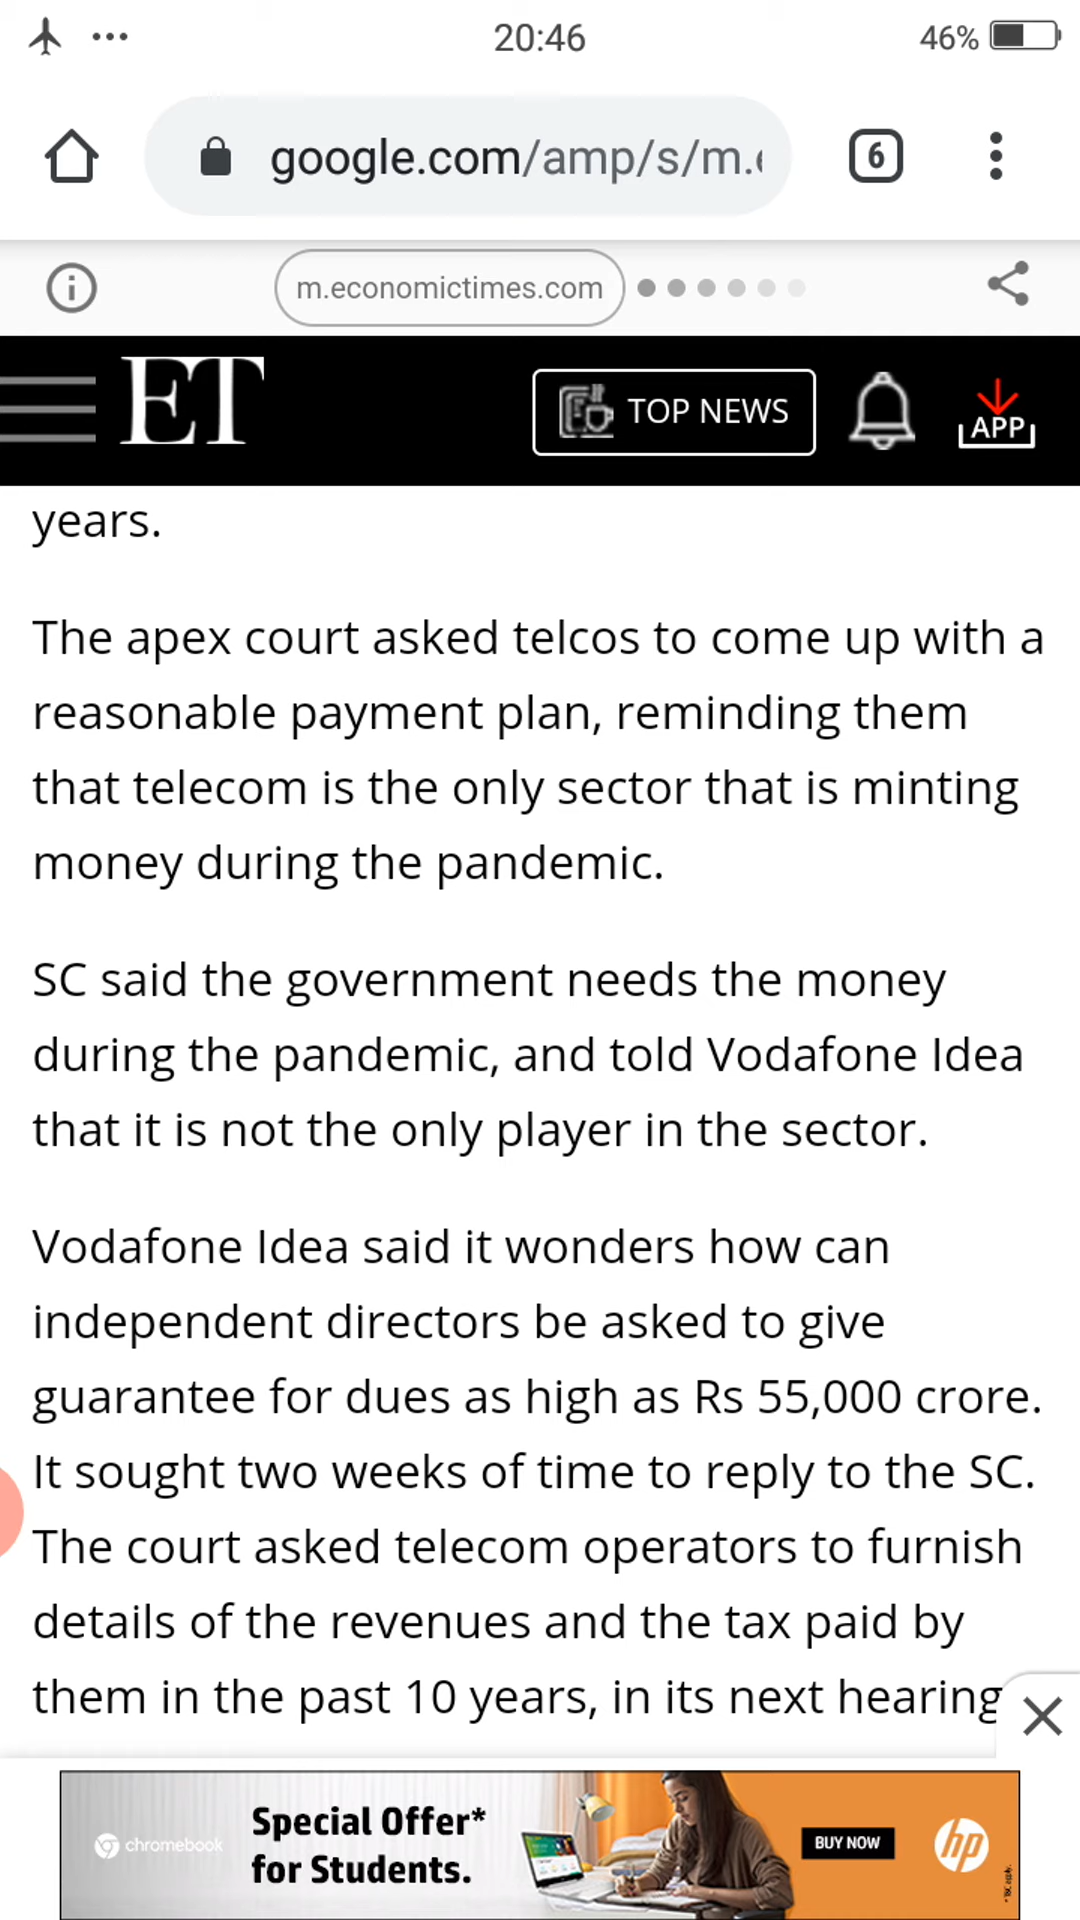 20:46
46%
google.com/amp/s/m.
6
m.economictimes.com
ET
TOP NEWS
APP
years.
The apex court asked telcos to come up with a
reasonable payment plan, reminding them
that telecom is the only sector that is minting
money during the pandemic.
SC said the government needs the money
during the pandemic, and told Vodafone Idea
that it is not the only player in the sector.
Vodafone Idea said it wonders how can
independent directors be asked to give
guarantee for dues as high as Rs 55,000 crore.
It sought two weeks of time to reply to the SC.
The court asked telecom operators to furnish
details of the revenues and the tax paid by
them in the past 10 years, in its next hearing
chromebook
Special Offer*
for Students.
BUY NOW
hp